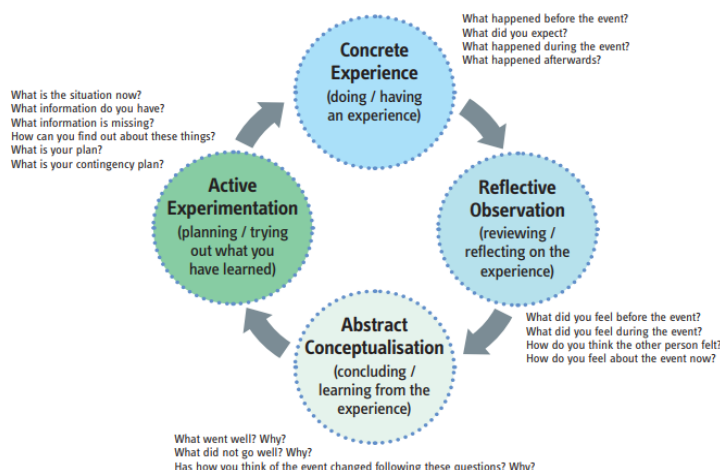 Concrete
Experience
(doing / having
an experience)
What happened before the event?
What did you expect?
What happened during the event?
What happened afterwards?
Reflective
Observation
(reviewing /
reflecting on the
experience)
What did you feel before the event?
What did you feel during the event?
How do you think the other person felt?
How do you feel about the event now?
Abstract
Conceptualisation
(concluding /
learning from the
experience)
What went well? Why?
What did not go well? Why?
Has how you think of the event changed following these questions? Why?
Active
Experimentation
(planning / trying
out what you
have learned)
What is the situation now?
What information do you have?
What information is missing?
How can you find out about these things?
What is your plan?
What is your contingency plan?